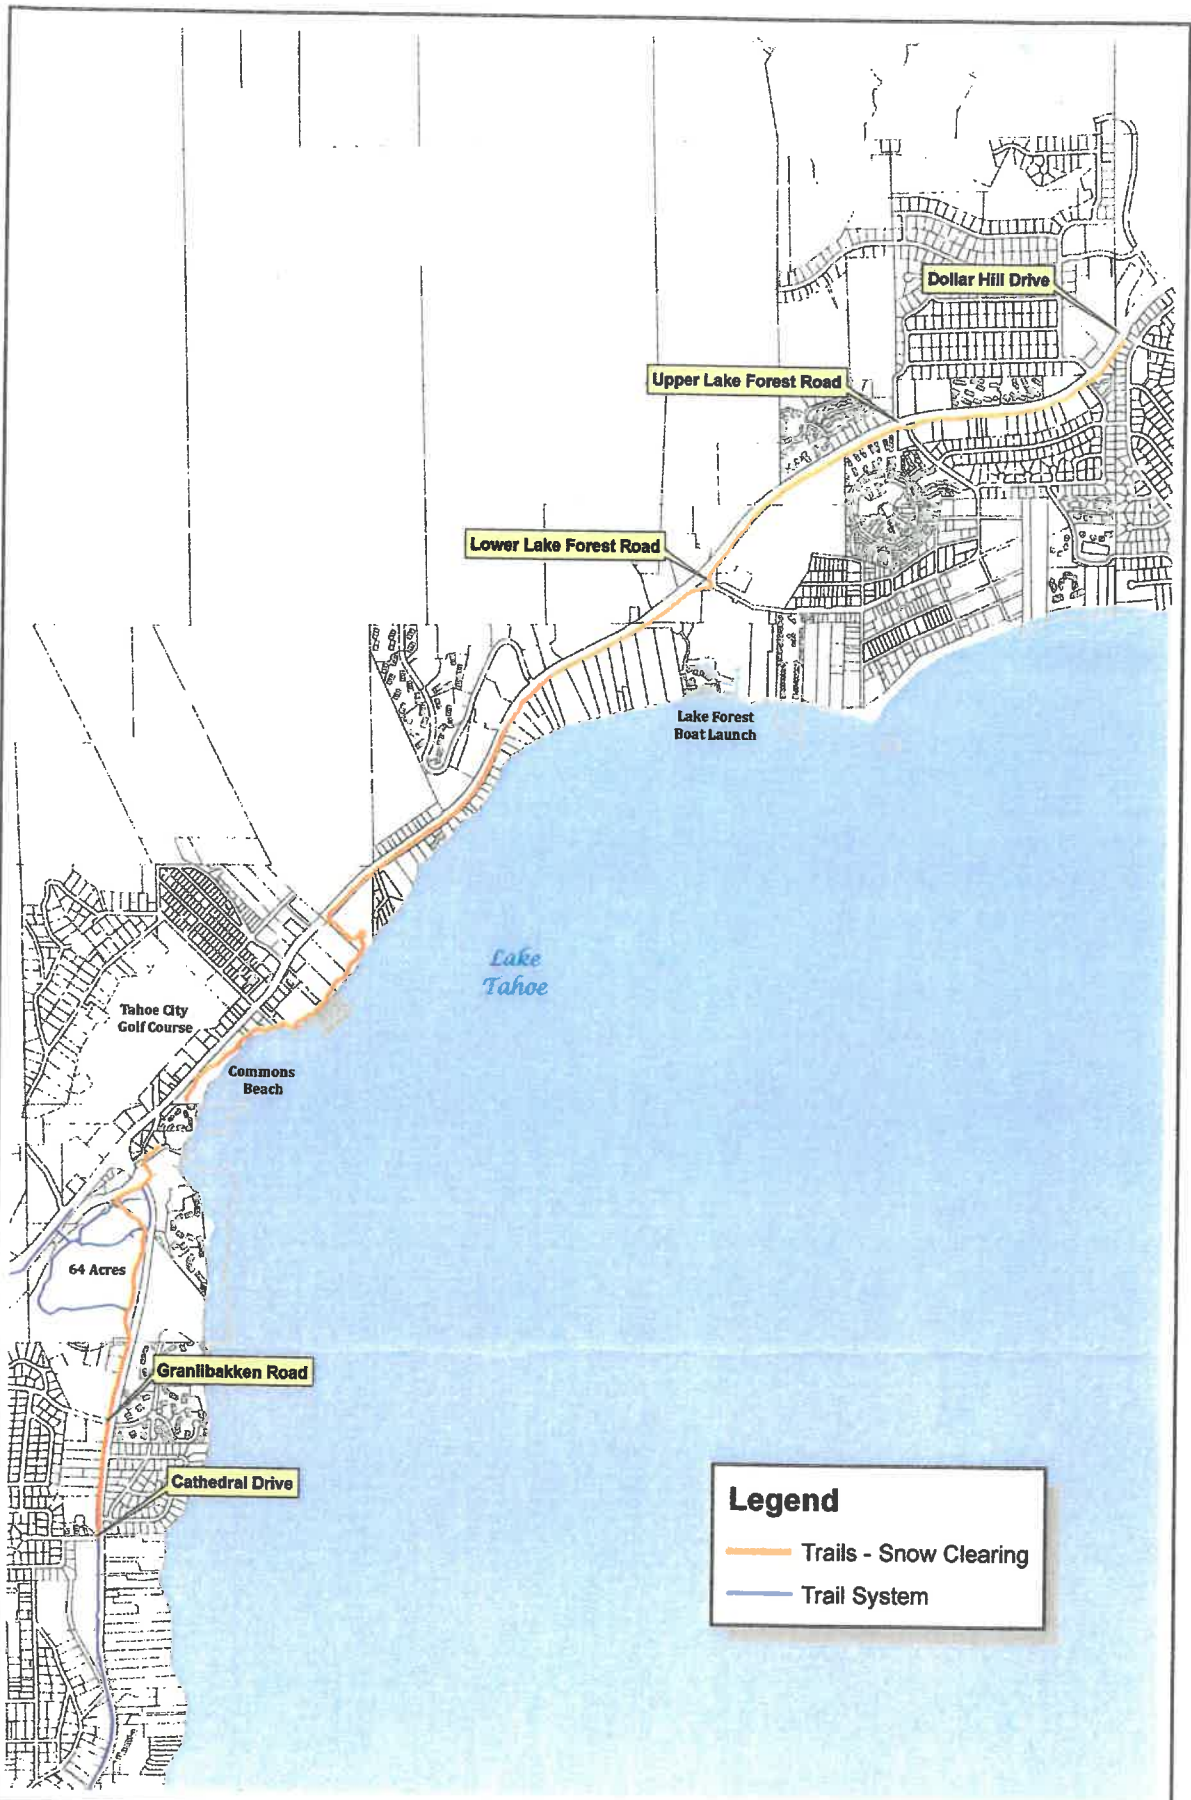 Dollar Hill Drive
Upper Lake Forest Road
Lower Lake Forest Road
Lake Forest
Boat Launch
Lake
Tahoe
Tahoe City
Golf Course
Commons
Beach
64 Acres
Granlibakken Road
Cathedral Drive
Legend
Trails - Snow Clearing
Trail System